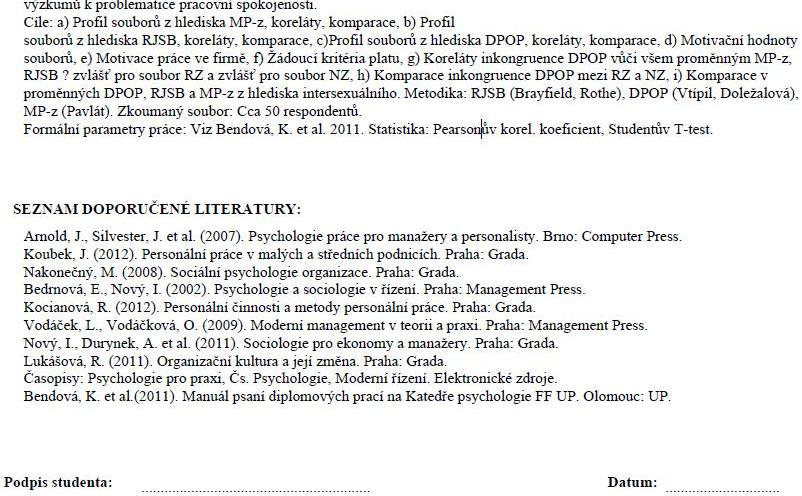 výzkumů k problematice pracovní spokojenosti.
Cíle: a) Profil souborů z hlediska MP-z, koreláty, komparace, b) Profil
souborů z hlediska RJSB, koreláty, komparace, c)Profil souborů z hlediska DPOP, koreláty, komparace, d) Motivační hodnoty
souborů, e) Motivace práce ve firmě, f) Žádoucí kritéria platu, g) Koreláty inkongruence DPOP vůči všem proměnným MP-z,
RJSB ? zvlášť pro soubor RZ a zvlášť pro soubor NZ, h) Komparace inkongruence DPOP mezi RZ a NZ, i) Komparace v
proměnných DPOP, RJSB a MP-z z hlediska intersexuálního. Metodika: RJSB (Brayfield, Rothe), DPOP (Vtípil, Doležalová),
MP-z (Pavlát). Zkoumaný soubor: Cca 50 respondentů.
Formální parametry práce: Viz Bendová, K. et al. 2011. Statistika: Pearsonův korel. koeficient, Studentův T-test.
SEZNAM DOPORUČENÉ LITERATURY:
Arnold, J., Silvester, J. et al. (2007). Psychologie práce pro manažery a personalisty. Brno: Computer Press.
Koubek, J. (2012). Personální práce v malých a středních podnicích. Praha: Grada.
Nakonečný, M. (2008). Sociální psychologie organizace. Praha: Grada.
Bedrnová, E., Nový, I. (2002). Psychologie a sociologie v řízení. Praha: Management Press.
Kocianová, R. (2012). Personální činnosti a metody personální práce. Praha: Grada.
Vodáček, L., Vodáčková, O. (2009). Moderní management v teorii a praxi. Praha: Management Press.
Nový, I., Durynek, A. et al (2011). Sociologie pro ekonomy a manažery. Praha: Grada.
Lukášová, R. (2011). Organizační kultura a její změna. Praha: Grada.
Časopisy: Psychologie pro praxi, Čs. Psychologie, Moderní řízení. Elektronické zdroje.
Bendová, K. et al.(2011). Manuál psaní diplomových prací na Katedře psychologie FF UP. Olomouc: UP.
Podpis studenta: Datum: